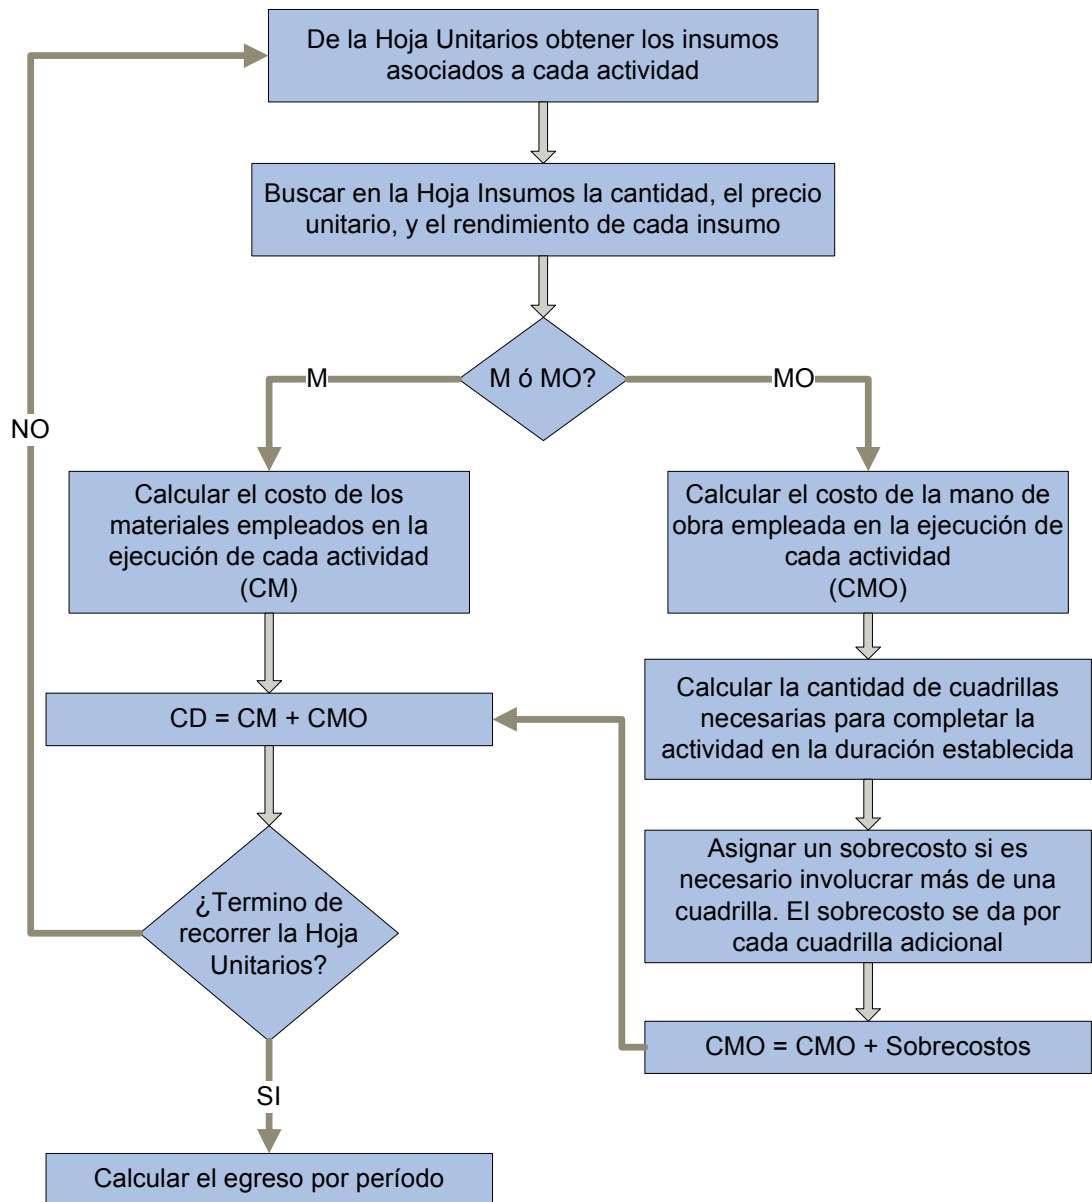 De la Hoja Unitarios obtener los insumos
asociados a cada actividad
Buscar en la Hoja Insumos la cantidad, el precio
unitario, y el rendimiento de cada insumo
M ó MO?
M
MO
NO
Calcular el costo de los
materiales empleados en la
ejecución de cada actividad
(CM)
Calcular el costo de la mano de
obra empleada en la ejecución de
cada actividad
(CMO)
CD = CM + CMO
Calcular la cantidad de cuadrillas
necesarias para completar la
actividad en la duración establecida
Asignar un sobrecosto si es
necesario involucrar más de una
cuadrilla. El sobrecosto se da por
cada cuadrilla adicional
¿Termino de
recorrer la Hoja
Unitarios?
CMO = CMO + Sobrecostos
SI
Calcular el egreso por período